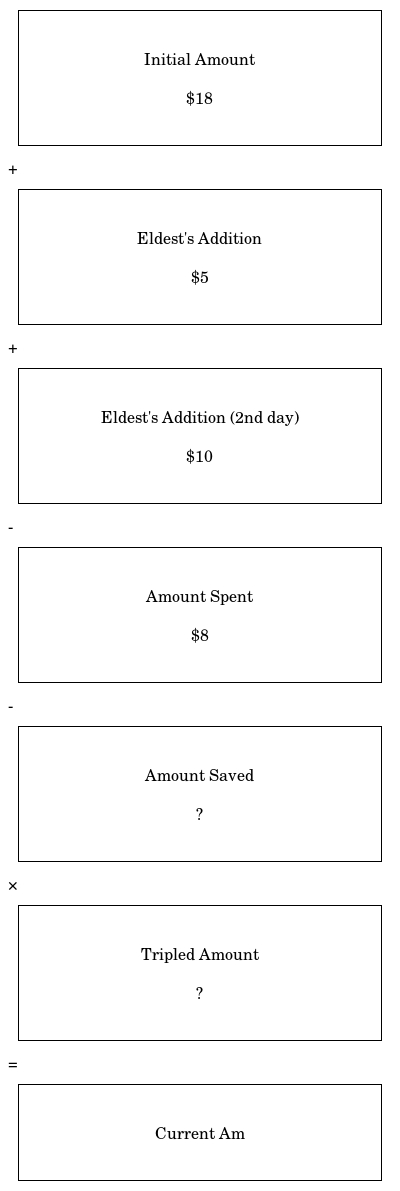 Initial Amount
$18
+
Eldest's Addition
$5
+
Eldest's Addition (2nd day)
$10
-
Amount Spent
$8
-
Amount Saved
?
×
Tripled Amount
?
=
Current Am